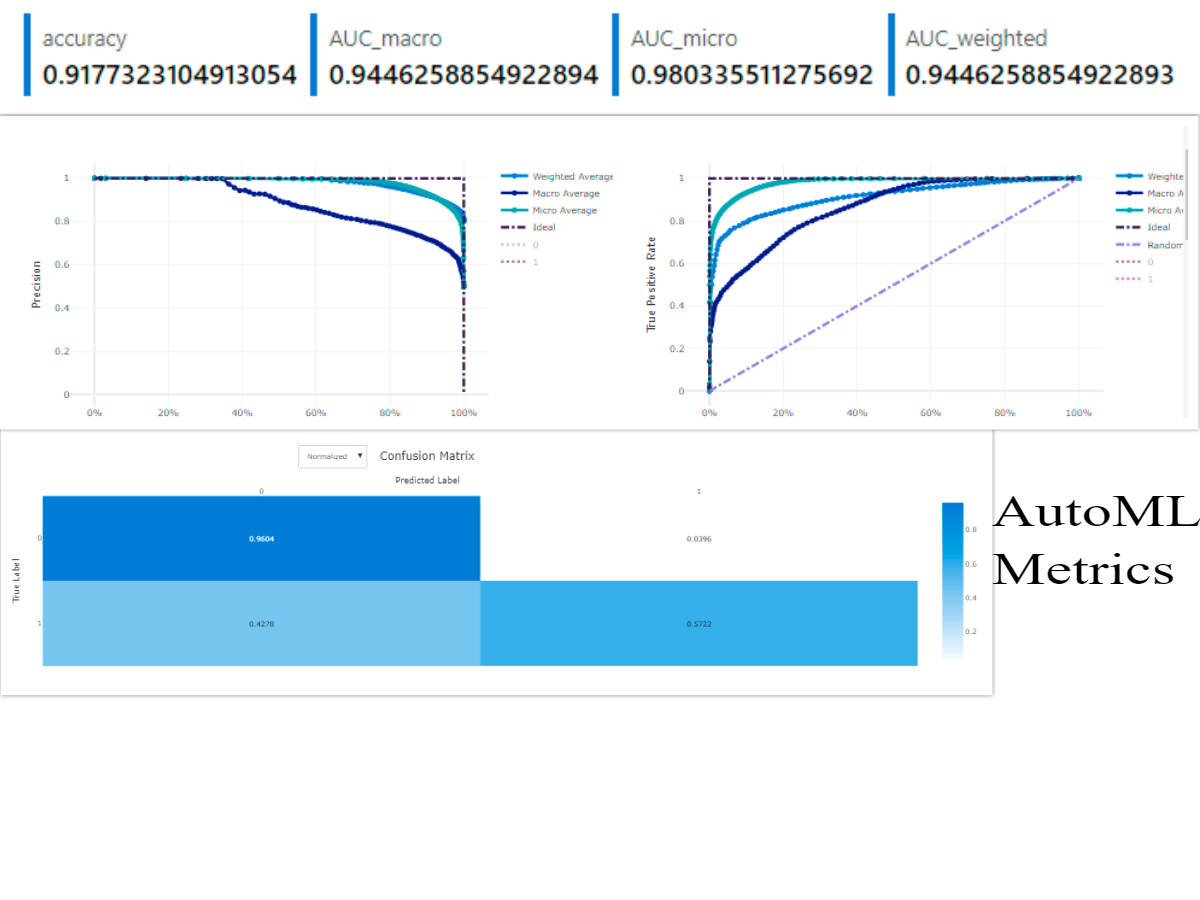 accuracy AUC_macro AUC_micro AUC_weighted
0.9177323104913054 0.9446258854922894 0.980335511275692 0.9446258854922893
Precision
1
0.8
0.6
0.4
0.2
0
0% 20% 40% 60% 80% 100%
Weighted Average
Macro Average
Micro Average
Ideal
0
1
True Positive Rate
1
0.8
0.6
0.4
0.2
0
0% 20% 40% 60% 80% 100%
Weighte
Macro A
Micro Av
Ideal
Random
0
1
Normalized ▼ Confusion Matrix
Predicted Label
0 1
True Label
0 0.9604 0.0396
1 0.4278 0.5722
0.8
0.6
0.4
0.2
AutoML
Metrics